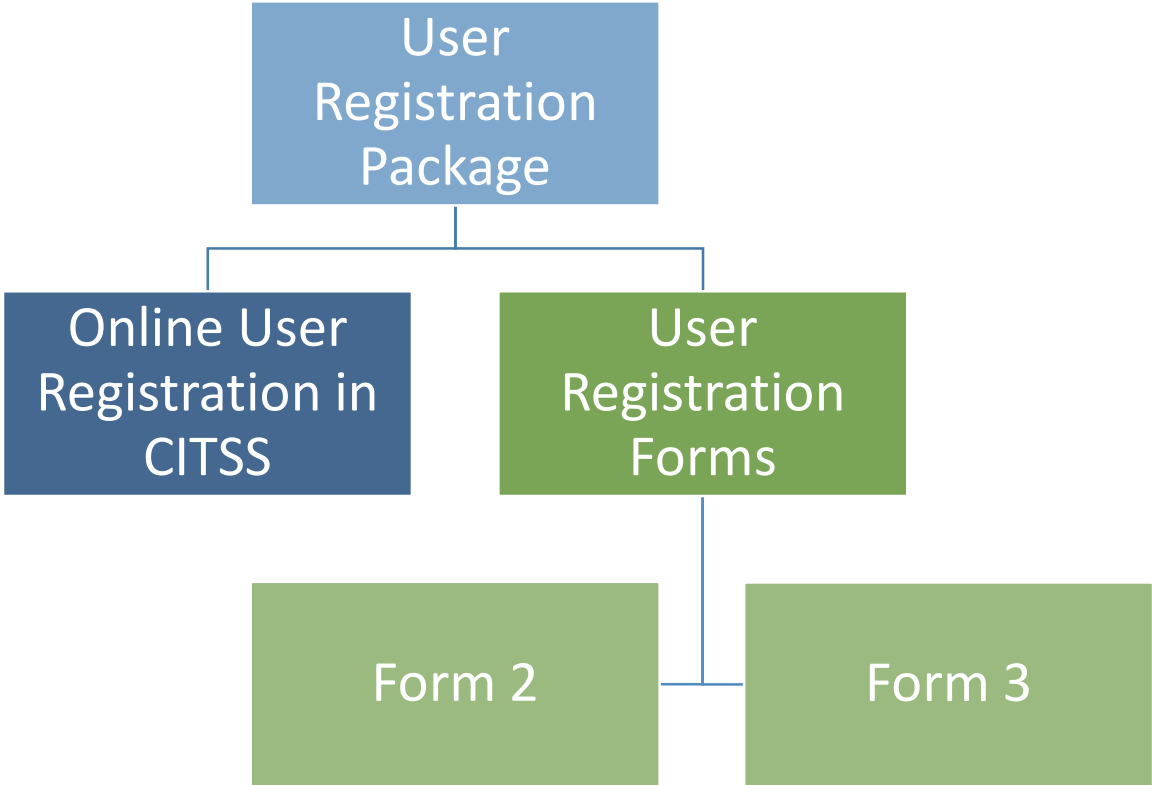 User
Registration
Package
Online User
Registration in
CITSS
User
Registration
Forms
Form 2
Form 3